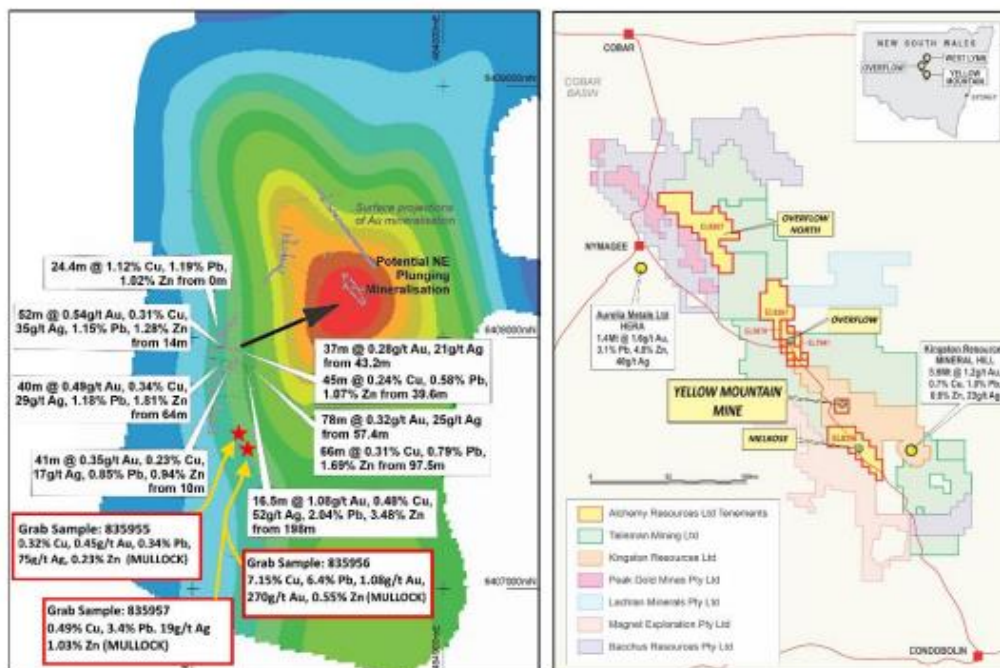 484000mE
6409000mN
Surface projections
of Au mineralisation
Potential NE
Plunging
Mineralisation
24.4m @ 1.12% Cu, 1.19% Pb,
1.02% Zn from 0m
6408000mN
52m @ 0.54g/t Au, 0.31% Cu,
35g/t Ag, 1.15% Pb, 1.28% Zn
from 14m
37m @ 0.28g/t Au, 21g/t Ag
from 43.2m
45m @ 0.24% Cu, 0.58% Pb,
1.07% Zn from 39.6m
40m @ 0.49g/t Au, 0.34% Cu,
29g/t Ag, 1.18% Pb, 1.81% Zn
from 64m
78m @ 0.32g/t Au, 25g/t Ag
from 57.4m
66m @ 0.31% Cu, 0.79% Pb,
1.69% Zn from 97.5m
41m @ 0.35g/t Au, 0.23% Cu,
17g/t Ag, 0.85% Pb, 0.94% Zn
from 10m
16.5m @ 1.08g/t Au, 0.48% Cu,
52g/t Ag, 2.04% Pb, 3.48% Zn
from 198m
Grab Sample: 835955
0.32% Cu, 0.45g/t Au, 0.34% Pb,
75g/t Ag, 0.23% Zn (MULLOCK)
Grab Sample: 835956
7.15% Cu, 6.4% Pb, 1.08g/t Au,
270g/t Au, 0.55% Zn (MULLOCK)
6407000mN
Grab Sample: 835957
0.49% Cu, 3.4% Pb. 19g/t Ag
1.03% Zn (MULLOCK)
COBAR
COBAR
BASIN
NEW SOUTH WALES
WEST LYNN
OVERFLOW
YELLOW
MOUNTAIN
SYDNEY
OVERFLOW
NORTH
NYMAGEE
Aurelia Metals Ltd
HERA
1.4Mt @ 1.6g/t Au,
3.1% Pb, 4.0% Zn,
OVERFLOW
Kingston Resources
MINERAL HILL
YELLOW MOUNTAIN
MINE
MELROSE
Alchemy Resources Ltd Tenements
Talisman Mining Ltd
Kingston Resources Ltd
Peak Gold Mines Pty Ltd
Lachlan Minerals Pty Ltd
Magnet Exploration Pty Ltd
Bacchus Resources Pty Ltd
CONDOBOLIN